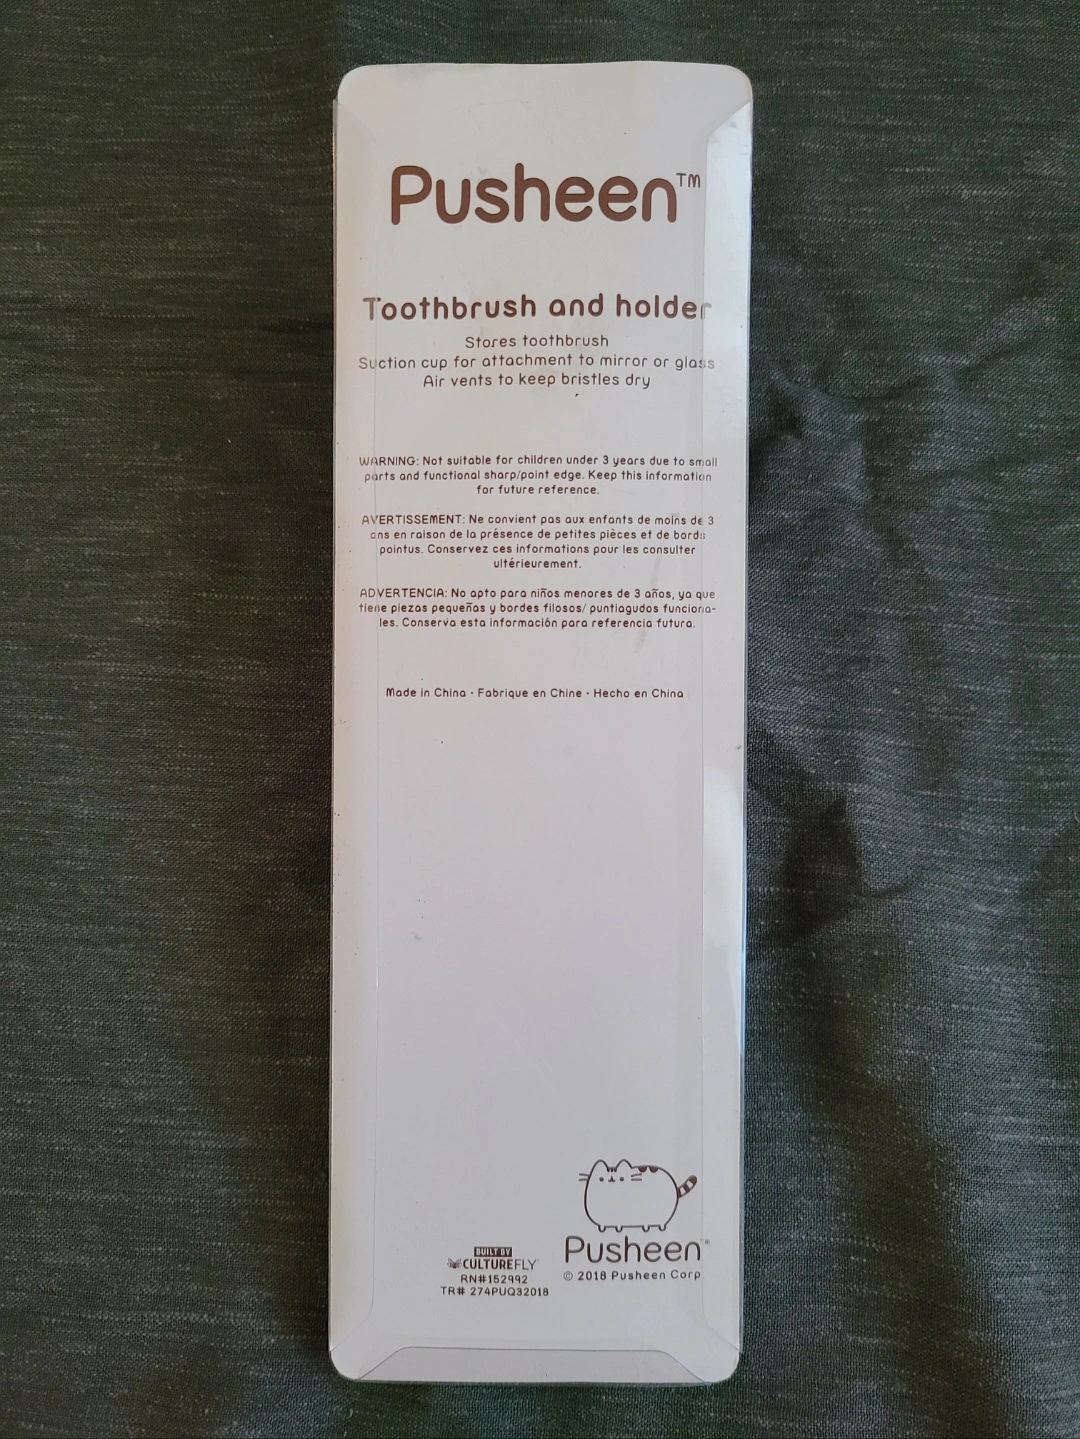 Pusheen™
Toothbrush and holder
Stores toothbrush
Suction cup for attachment to mirror or glass
Air vents to keep bristles dry
WARNING: Not suitable for children under 3 years due to small
parts and functional sharp/point edge. Keep this information
for future reference.
AVERTISSEMENT: Ne convient pas aux enfants de moins de 3
ans en raison de la présence de petites pièces et de bords
pointus. Conservez ces informations pour les consulter
ultérieurement.
ADVERTENCIA: No apto para niños menores de 3 años, ya que
tiene piezas pequeñas y bordes filosos/ puntiagudos funciona-
les. Conserva esta información para referencia futura.
Made in China • Fabrique en Chine • Hecho en China
BUILT BY
CULTUREFLY
RN#152992
TR# 274PUQ32018
Pusheen™
© 2018 Pusheen Corp